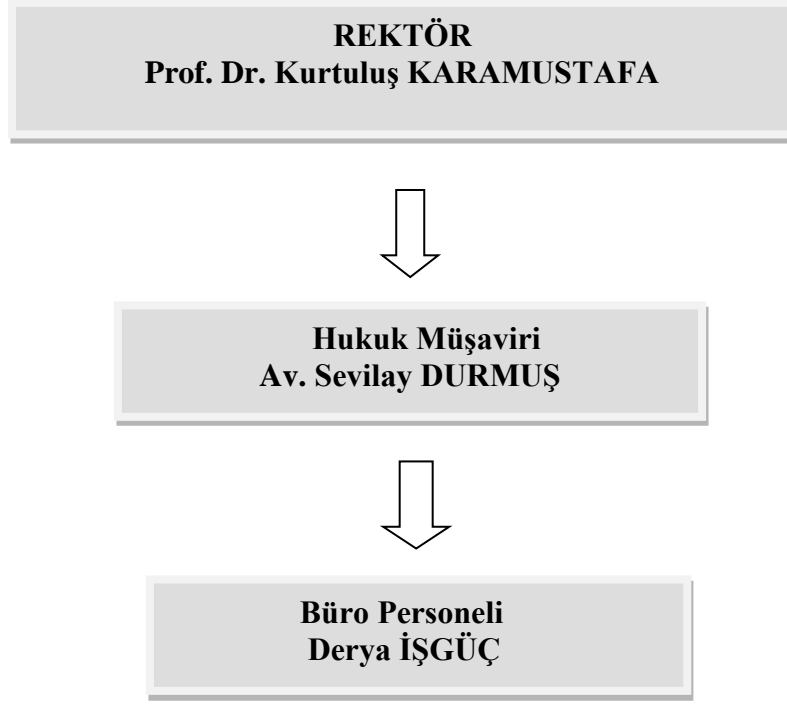 REKTÖR
Prof. Dr. Kurtuluş KARAMUSTAFA
Hukuk Müşaviri
Av. Sevilay DURMUŞ
Büro Personeli
Derya İŞGÜÇ